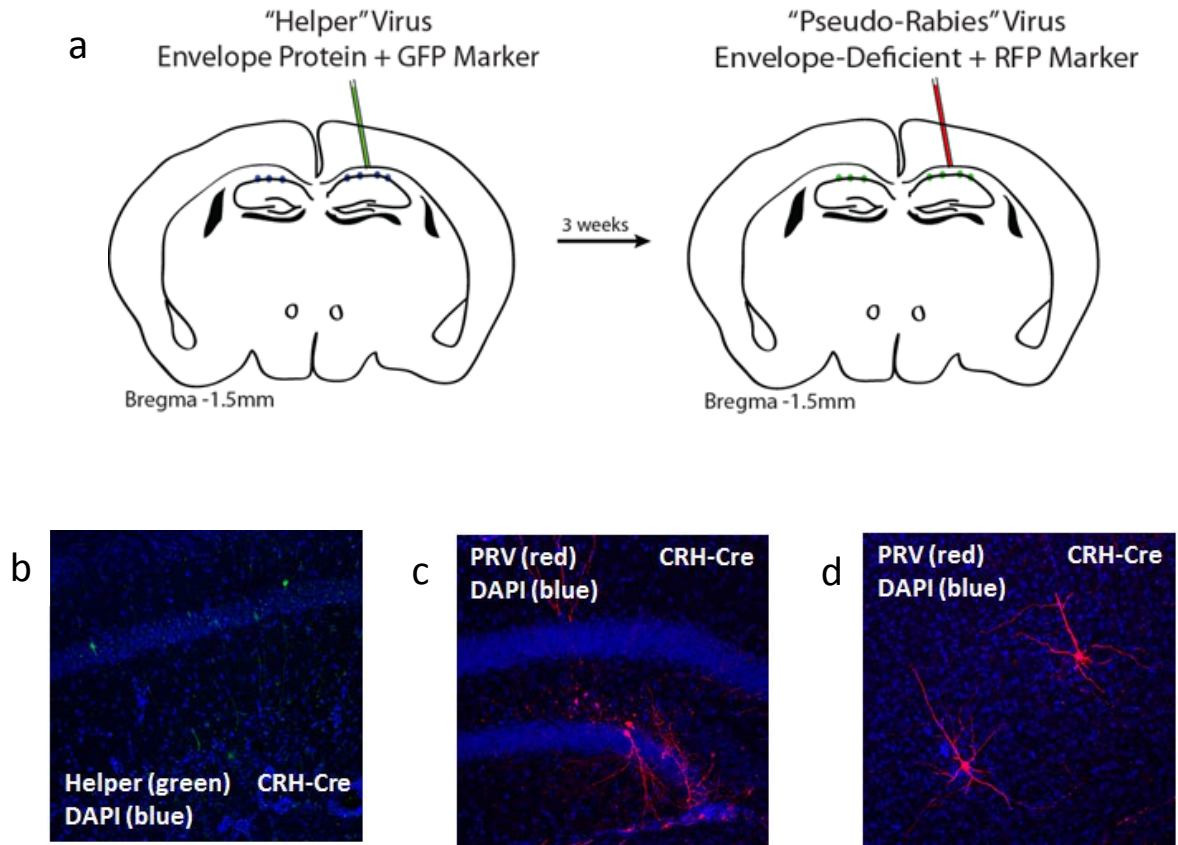 a
“Helper” Virus
Envelope Protein + GFP Marker
“Pseudo-Rabies” Virus
Envelope-Deficient + RFP Marker
3 weeks
Bregma -1.5mm
Bregma -1.5mm
b
Helper (green) CRH-Cre
DAPI (blue)
c
PRV (red) CRH-Cre
DAPI (blue)
d
PRV (red) CRH-Cre
DAPI (blue)